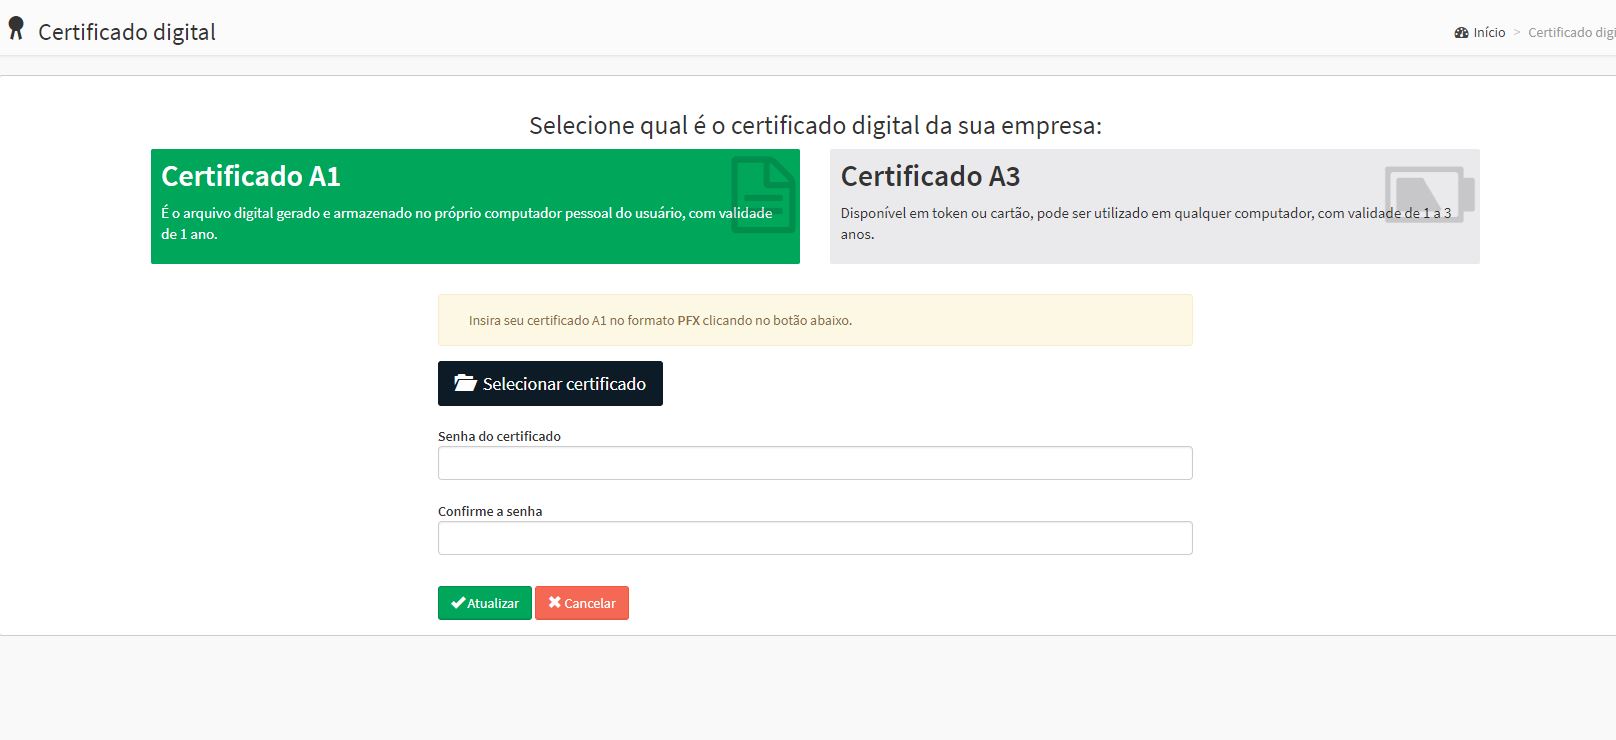 Certificado digital
Início > Certificado digi
Selecione qual é o certificado digital da sua empresa:
Certificado A1
É o arquivo digital gerado e armazenado no próprio computador pessoal do usuário, com validade
de 1 ano.
Certificado A3
Disponível em token ou cartão, pode ser utilizado em qualquer computador, com validade de 1 a 3
anos.
Insira seu certificado A1 no formato PFX clicando no botão abaixo.
Selecionar certificado
Senha do certificado
Confirme a senha
Atualizar
Cancelar